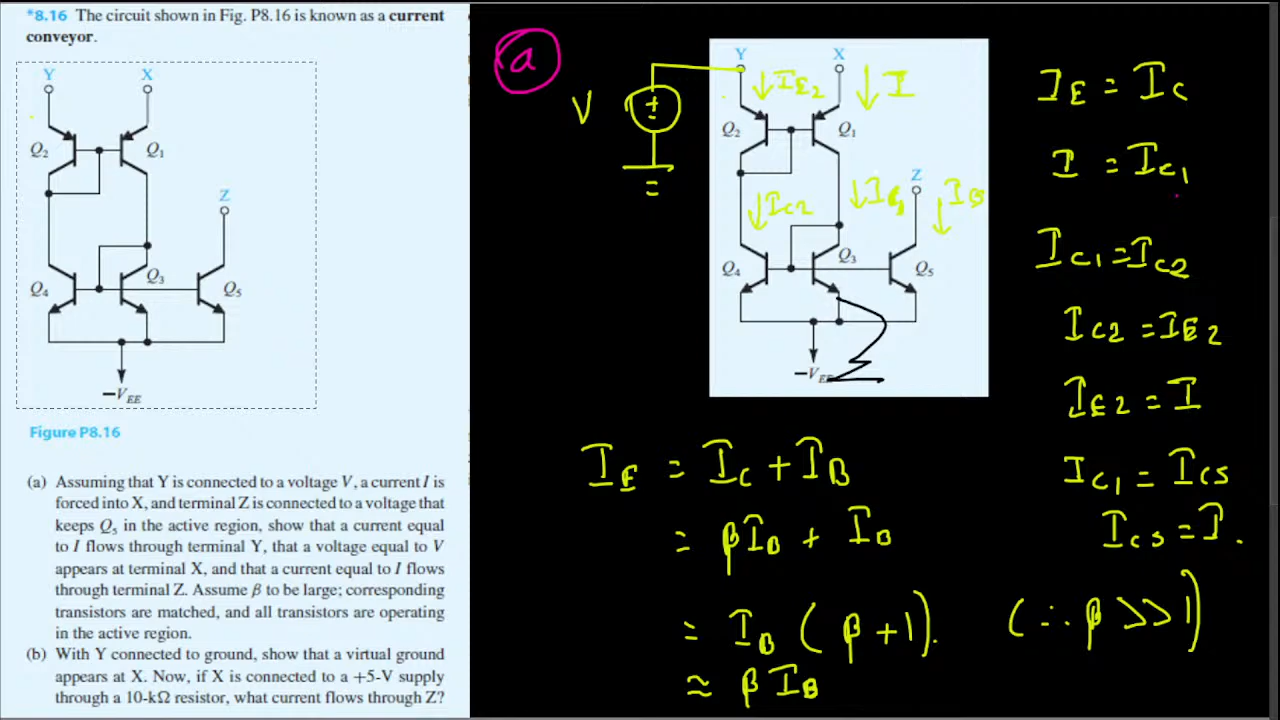 *8.16 The circuit shown in Fig. P8.16 is known as a current
conveyor.
Y X
Q2 Q1
Z
Q4 Q3 Q5
−VEE
Figure P8.16
(a) Assuming that Y is connected to a voltage V, a current I is
forced into X, and terminal Z is connected to a voltage that
keeps Q5 in the active region, show that a current equal
to I flows through terminal Y, that a voltage equal to V
appears at terminal X, and that a current equal to I flows
through terminal Z. Assume β to be large; corresponding
transistors are matched, and all transistors are operating
in the active region.
(b) With Y connected to ground, show that a virtual ground
appears at X. Now, if X is connected to a +5-V supply
through a 10-kΩ resistor, what current flows through Z?
a
Y X
IE2 I
V
Q2 Q1
Z
IC2
Q4 Q3 Q5
−VEE
IE = IC + IB
= βIB + IB
= IB (β+1).
≈ βIB
IE = IC
I = IC1
IC1 = IC2
IC2 = IE2
IE2 = I
IC1 = IC5
IC5 = I.
(∴ β >> 1)